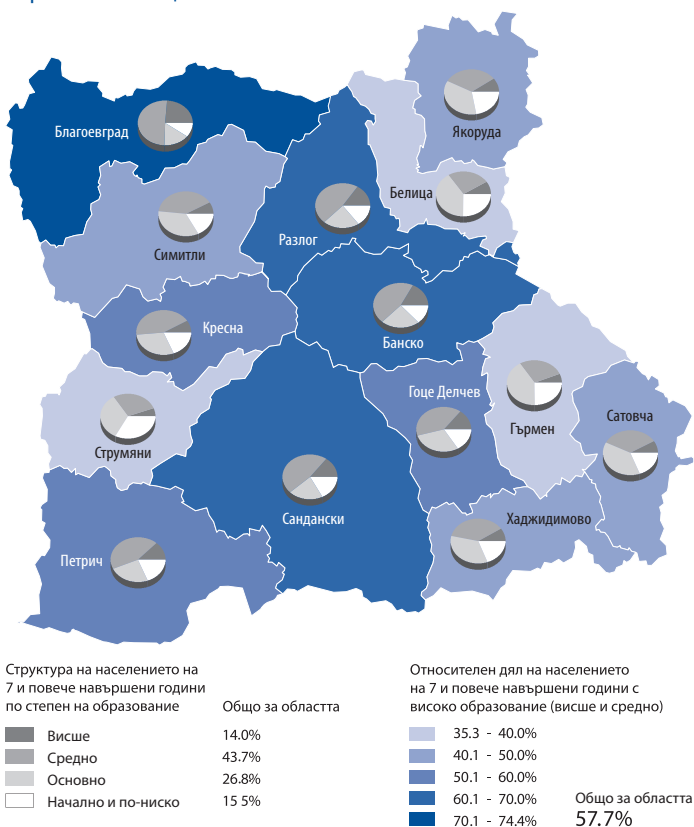 Благоевград
Якоруда
Белица
Разлог
Симитли
Кресна
Банско
Гоце Делчев
Сатовча
Гърмен
Струмяни
Сандански
Хаджидимово
Петрич
Структура на населението на
7 и повече навършени години
по степен на образование
Общо за областта
Висше 14.0%
Средно 43.7%
Основно 26.8%
Начално и по-ниско 15 5%
Относителен дял на населението
на 7 и повече навършени години с
високо образование (висше и средно)
35.3 - 40.0%
40.1 - 50.0%
50.1 - 60.0%
60.1 - 70.0%
70.1 - 74.4%
Общо за областта
57.7%